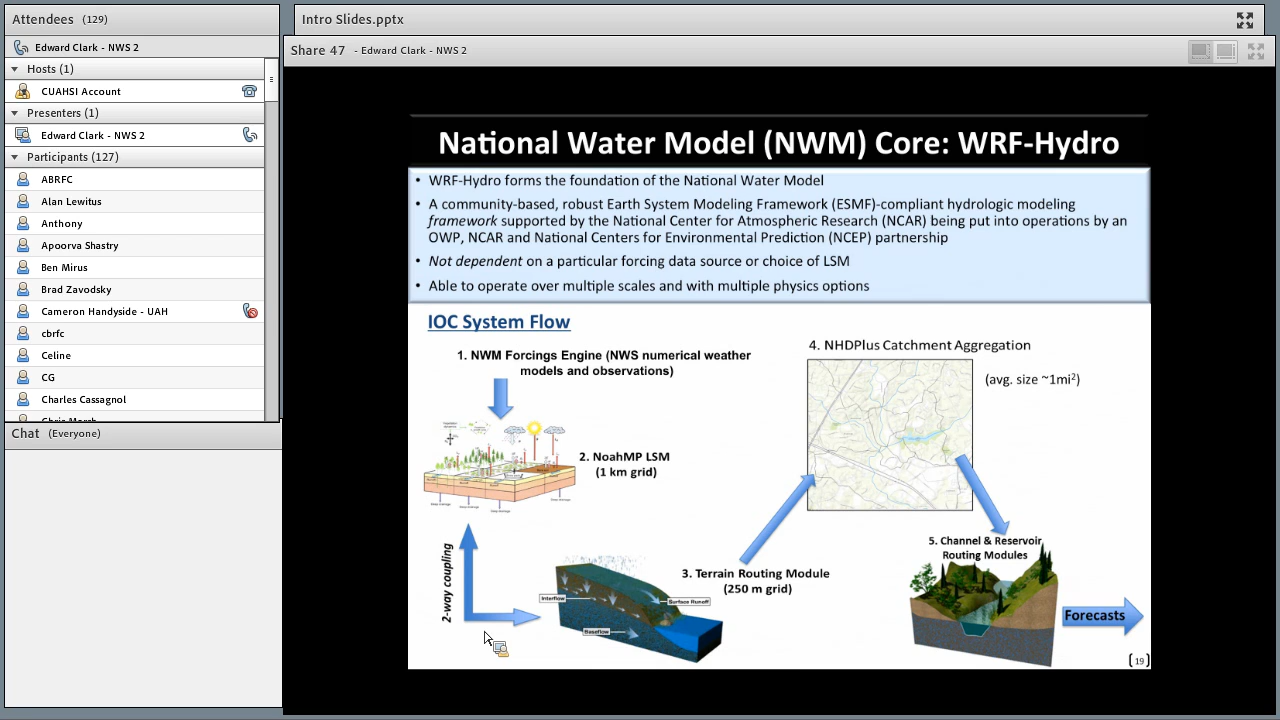 Attendees (129)
Edward Clark - NWS 2
Hosts (1)
CUAHSI Account
Presenters (1)
Edward Clark - NWS 2
Participants (127)
ABRFC
Alan Lewitus
Anthony
Apoorva Shastry
Ben Mirus
Brad Zavodsky
Cameron Handyside - UAH
cbrfc
Celine
CG
Charles Cassagnol
Chat (Everyone)
Intro Slides.pptx
Share 47 - Edward Clark - NWS 2
National Water Model (NWM) Core: WRF-Hydro
• WRF-Hydro forms the foundation of the National Water Model
• A community-based, robust Earth System Modeling Framework (ESMF)-compliant hydrologic modeling
framework supported by the National Center for Atmospheric Research (NCAR) being put into operations by an
OWP, NCAR and National Centers for Environmental Prediction (NCEP) partnership
• Not dependent on a particular forcing data source or choice of LSM
• Able to operate over multiple scales and with multiple physics options
IOC System Flow
1. NWM Forcings Engine (NWS numerical weather
models and observations)
2. NoahMP LSM
(1 km grid)
2-way coupling
Interflow
Surface Runoff
Baseflow
3. Terrain Routing Module
(250 m grid)
4. NHDPlus Catchment Aggregation
(avg. size ~1mi²)
5. Channel & Reservoir
Routing Modules
Forecasts
19